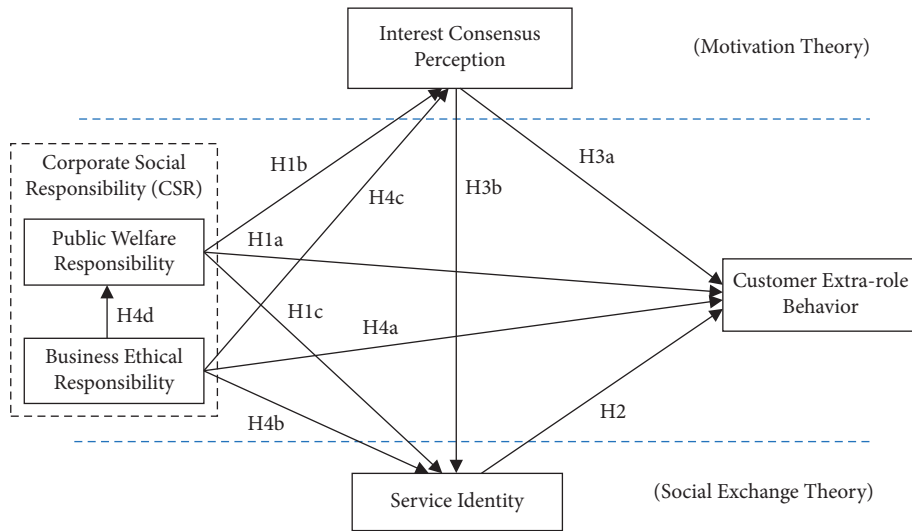 Interest Consensus
Perception
(Motivation Theory)
Corporate Social
Responsibility (CSR)
H1b
H4c
H3b
H3a
Public Welfare
Responsibility
H1a
H1c
H4d
H4a
Customer Extra-role
Behavior
Business Ethical
Responsibility
H4b
H2
Service Identity
(Social Exchange Theory)